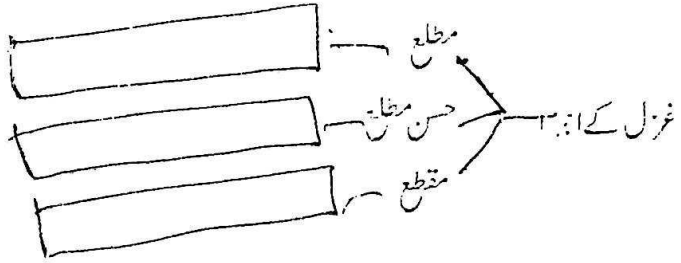 مطلع
حسن مطلع
غزل کے اجزا
مقطع